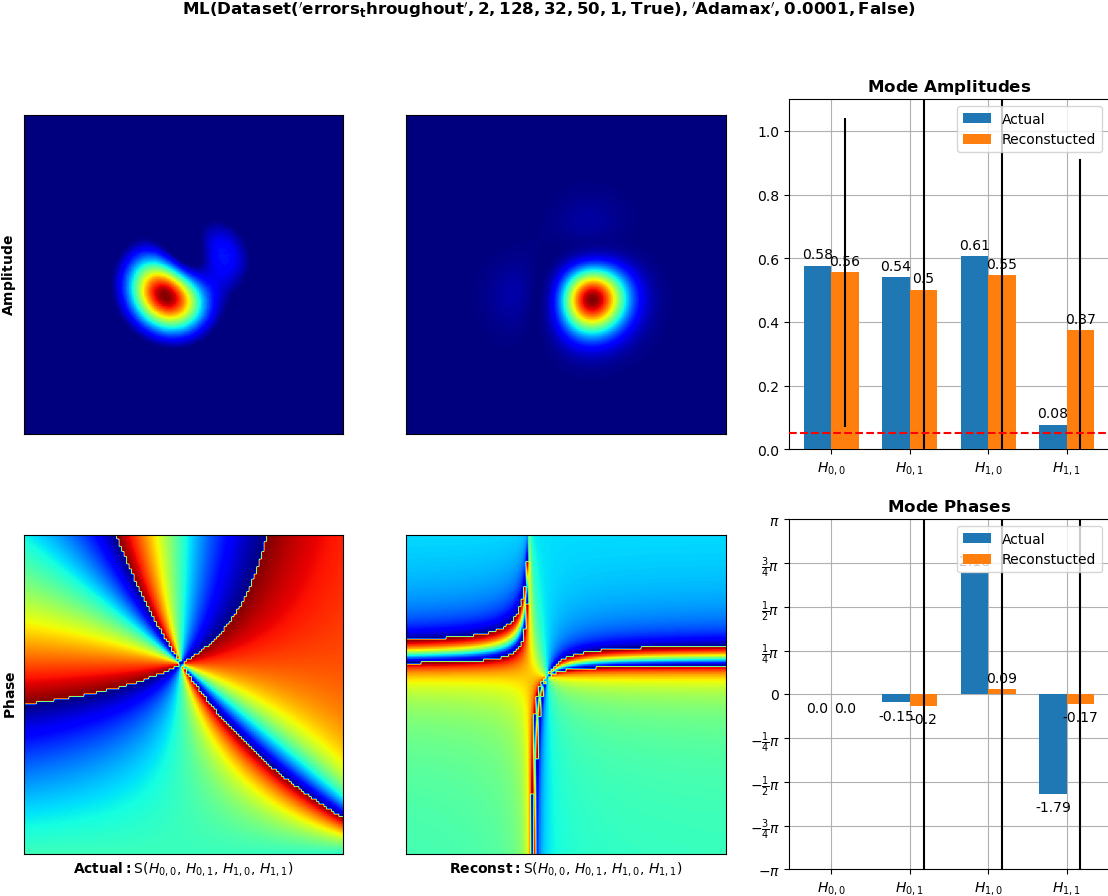 ML(Dataset('errors_throughout', 2, 128, 32, 50, 1, True), 'Adamax', 0.0001, False)
Mode Amplitudes
Amplitude
Actual
Reconstucted
1.0
0.8
0.6
0.4
0.2
0.0
0.58
0.56
0.54
0.5
0.61
0.55
0.08
0.37
H0,0
H0,1
H1,0
H1,1
Mode Phases
Phase
Actual
Reconstucted
π
3/4π
1/2π
1/4π
0
−1/4π
−1/2π
−3/4π
−π
0.0
0.0
-0.15
-0.2
0.09
-1.79
-0.17
Actual: S(H0,0, H0,1, H1,0, H1,1)
Reconst: S(H0,0, H0,1, H1,0, H1,1)
H0,0
H0,1
H1,0
H1,1